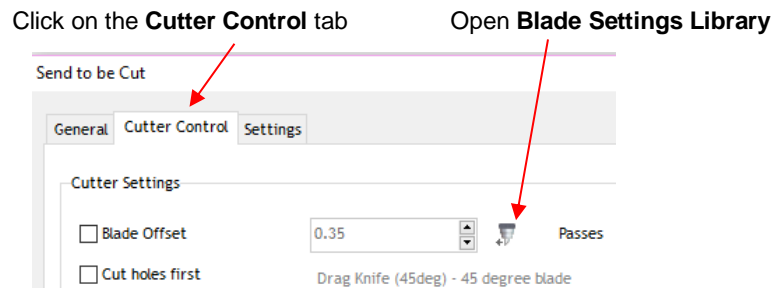 Click on the Cutter Control tab
Open Blade Settings Library
Send to be Cut
General Cutter Control Settings
Cutter Settings
Blade Offset 0.35 Passes
Cut holes first Drag Knife (45deg) - 45 degree blade